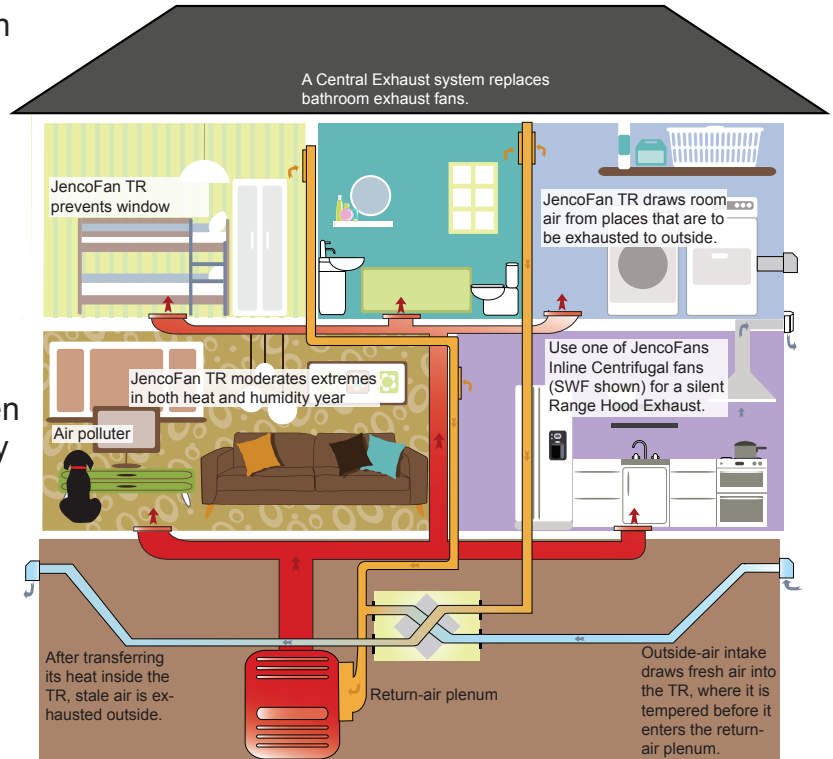 n
A Central Exhaust system replaces
bathroom exhaust fans.
JencoFan TR
prevents window
JencoFan TR draws room
air from places that are to
be exhausted to outside.
Use one of JencoFans
Inline Centrifugal fans
(SWF shown) for a silent
Range Hood Exhaust.
JencoFan TR moderates extremes
in both heat and humidity year
en
y
Air polluter
After transferring
its heat inside the
TR, stale air is ex-
hausted outside.
Return-air plenum
Outside-air intake
draws fresh air into
the TR, where it is
tempered before it
enters the return-
air plenum.